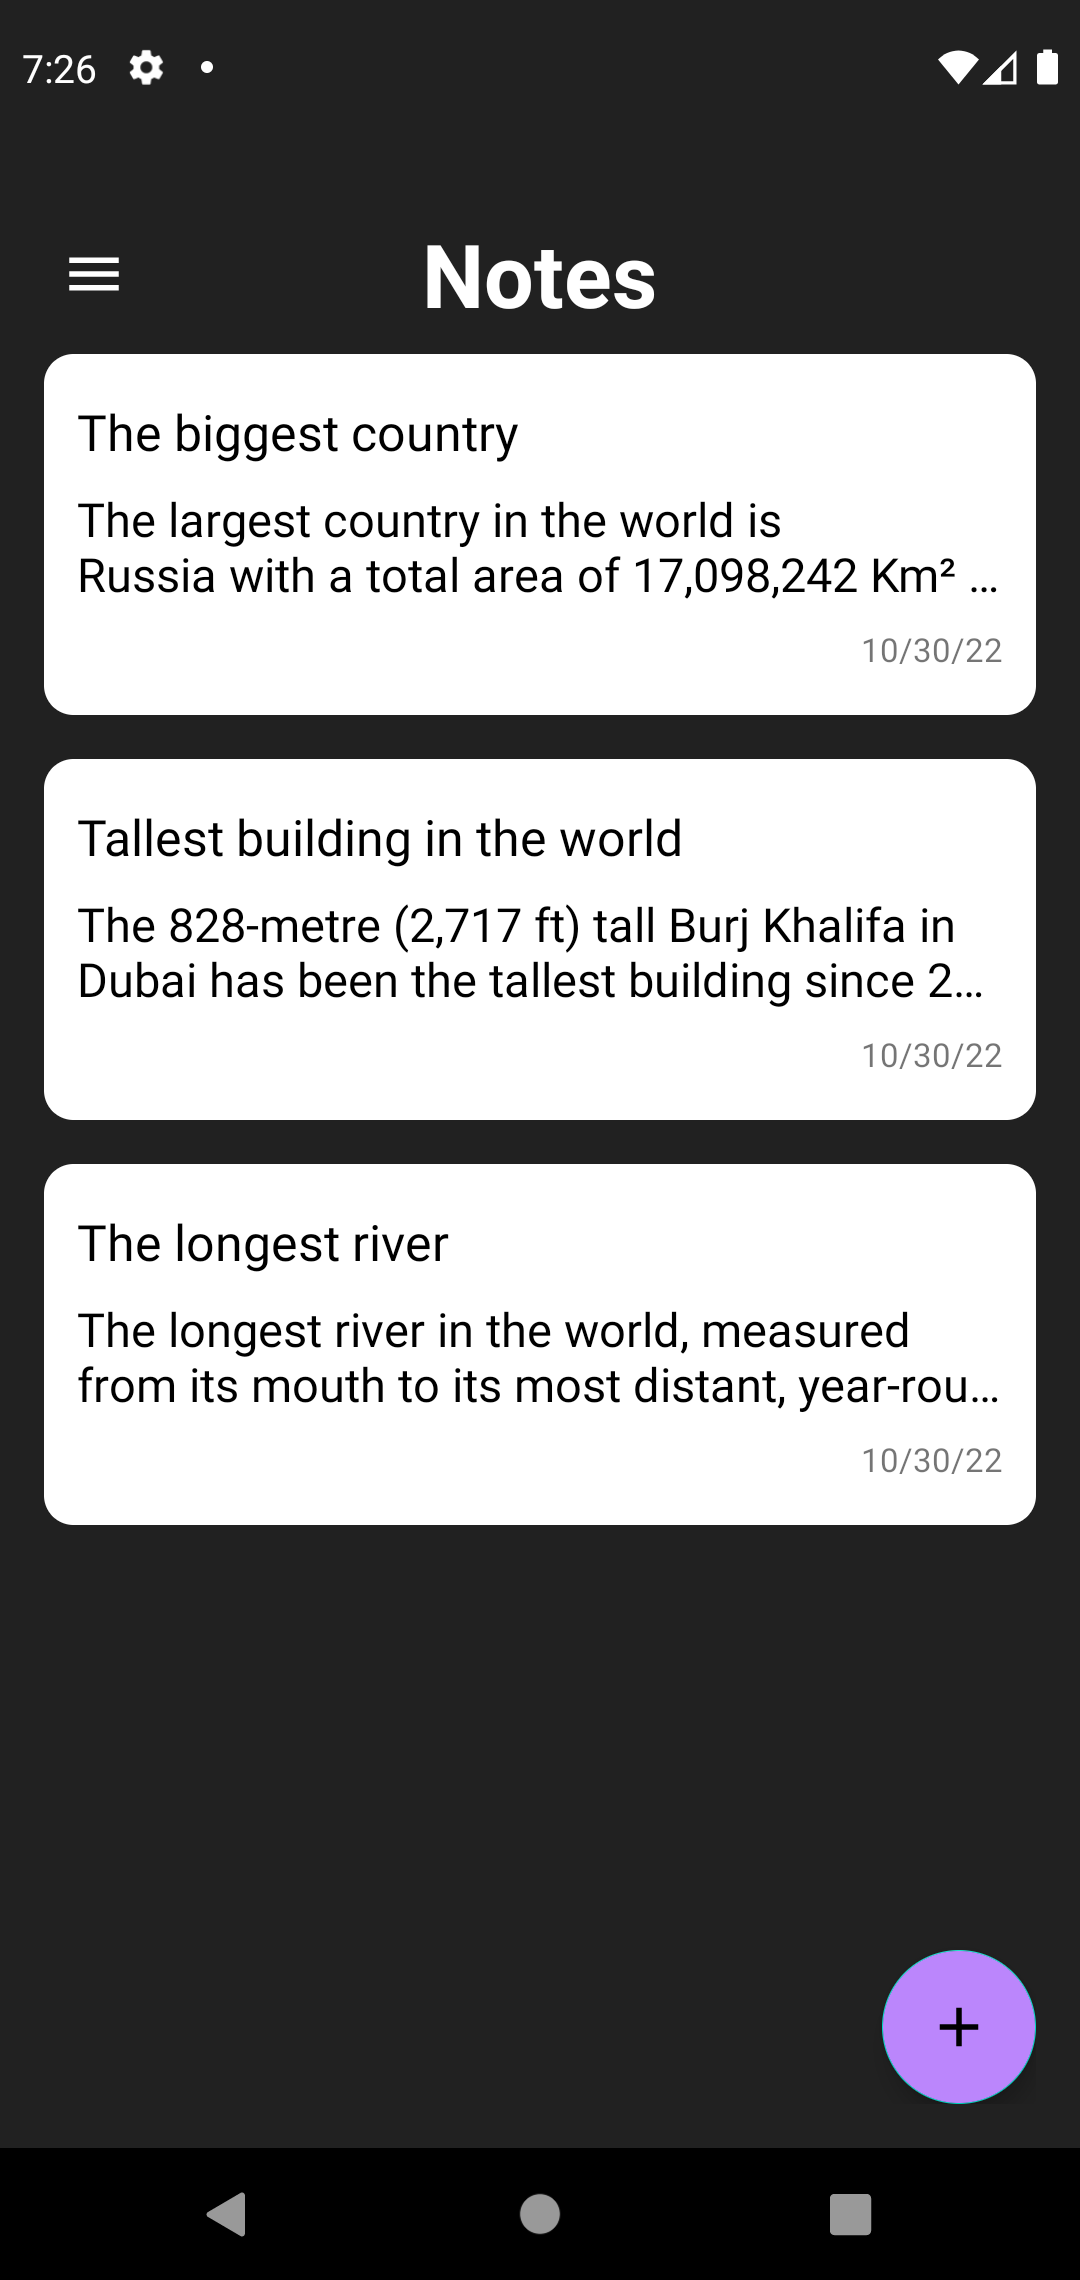 7:26
Notes
The biggest country
The largest country in the world is
Russia with a total area of 17,098,242 Km² ...
10/30/22
Tallest building in the world
The 828-metre (2,717 ft) tall Burj Khalifa in
Dubai has been the tallest building since 2...
10/30/22
The longest river
The longest river in the world, measured
from its mouth to its most distant, year-rou...
10/30/22